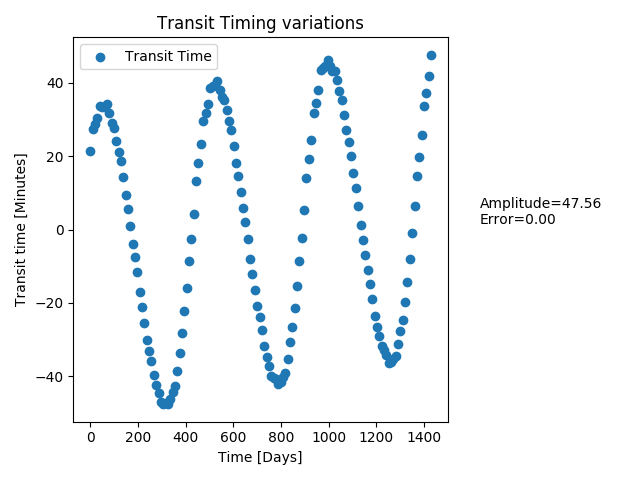 Transit Timing variations
Transit Time
Transit time [Minutes]
40
20
0
−20
−40
0
200
400
600
800
1000
1200
1400
Time [Days]
Amplitude=47.56
Error=0.00